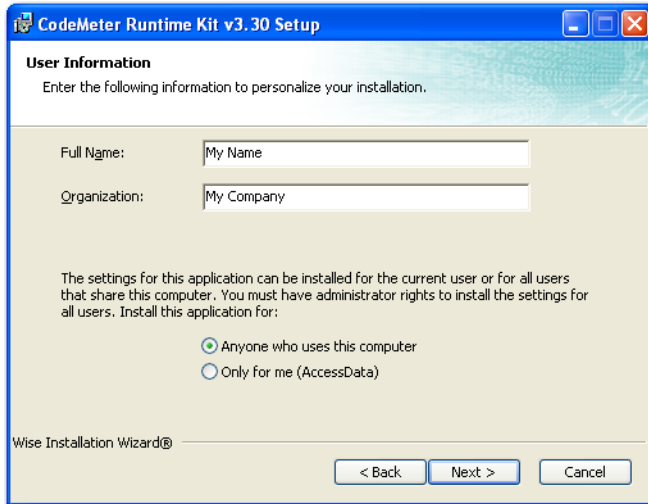 CodeMeter Runtime Kit v3.30 Setup
User Information
Enter the following information to personalize your installation.
Full Name: My Name
Organization: My Company
The settings for this application can be installed for the current user or for all users
that share this computer. You must have administrator rights to install the settings for
all users. Install this application for:
Anyone who uses this computer
Only for me (AccessData)
Wise Installation Wizard®
< Back Next > Cancel